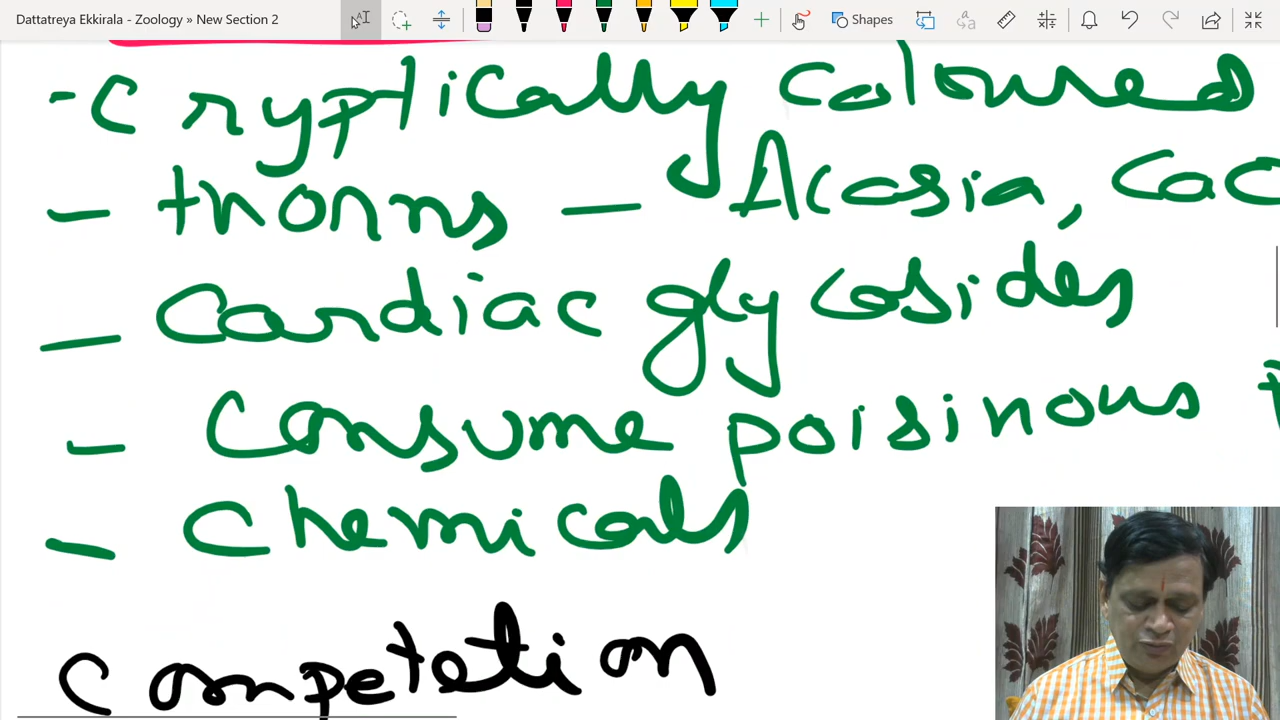 Dattatreya Ekkirala - Zoology » New Section 2
Shapes
- Cryptically coloured
- thorns - Acasia, Cac
- Cardiac glycosides
- Consume poisinous
- Chemicals
Competetion